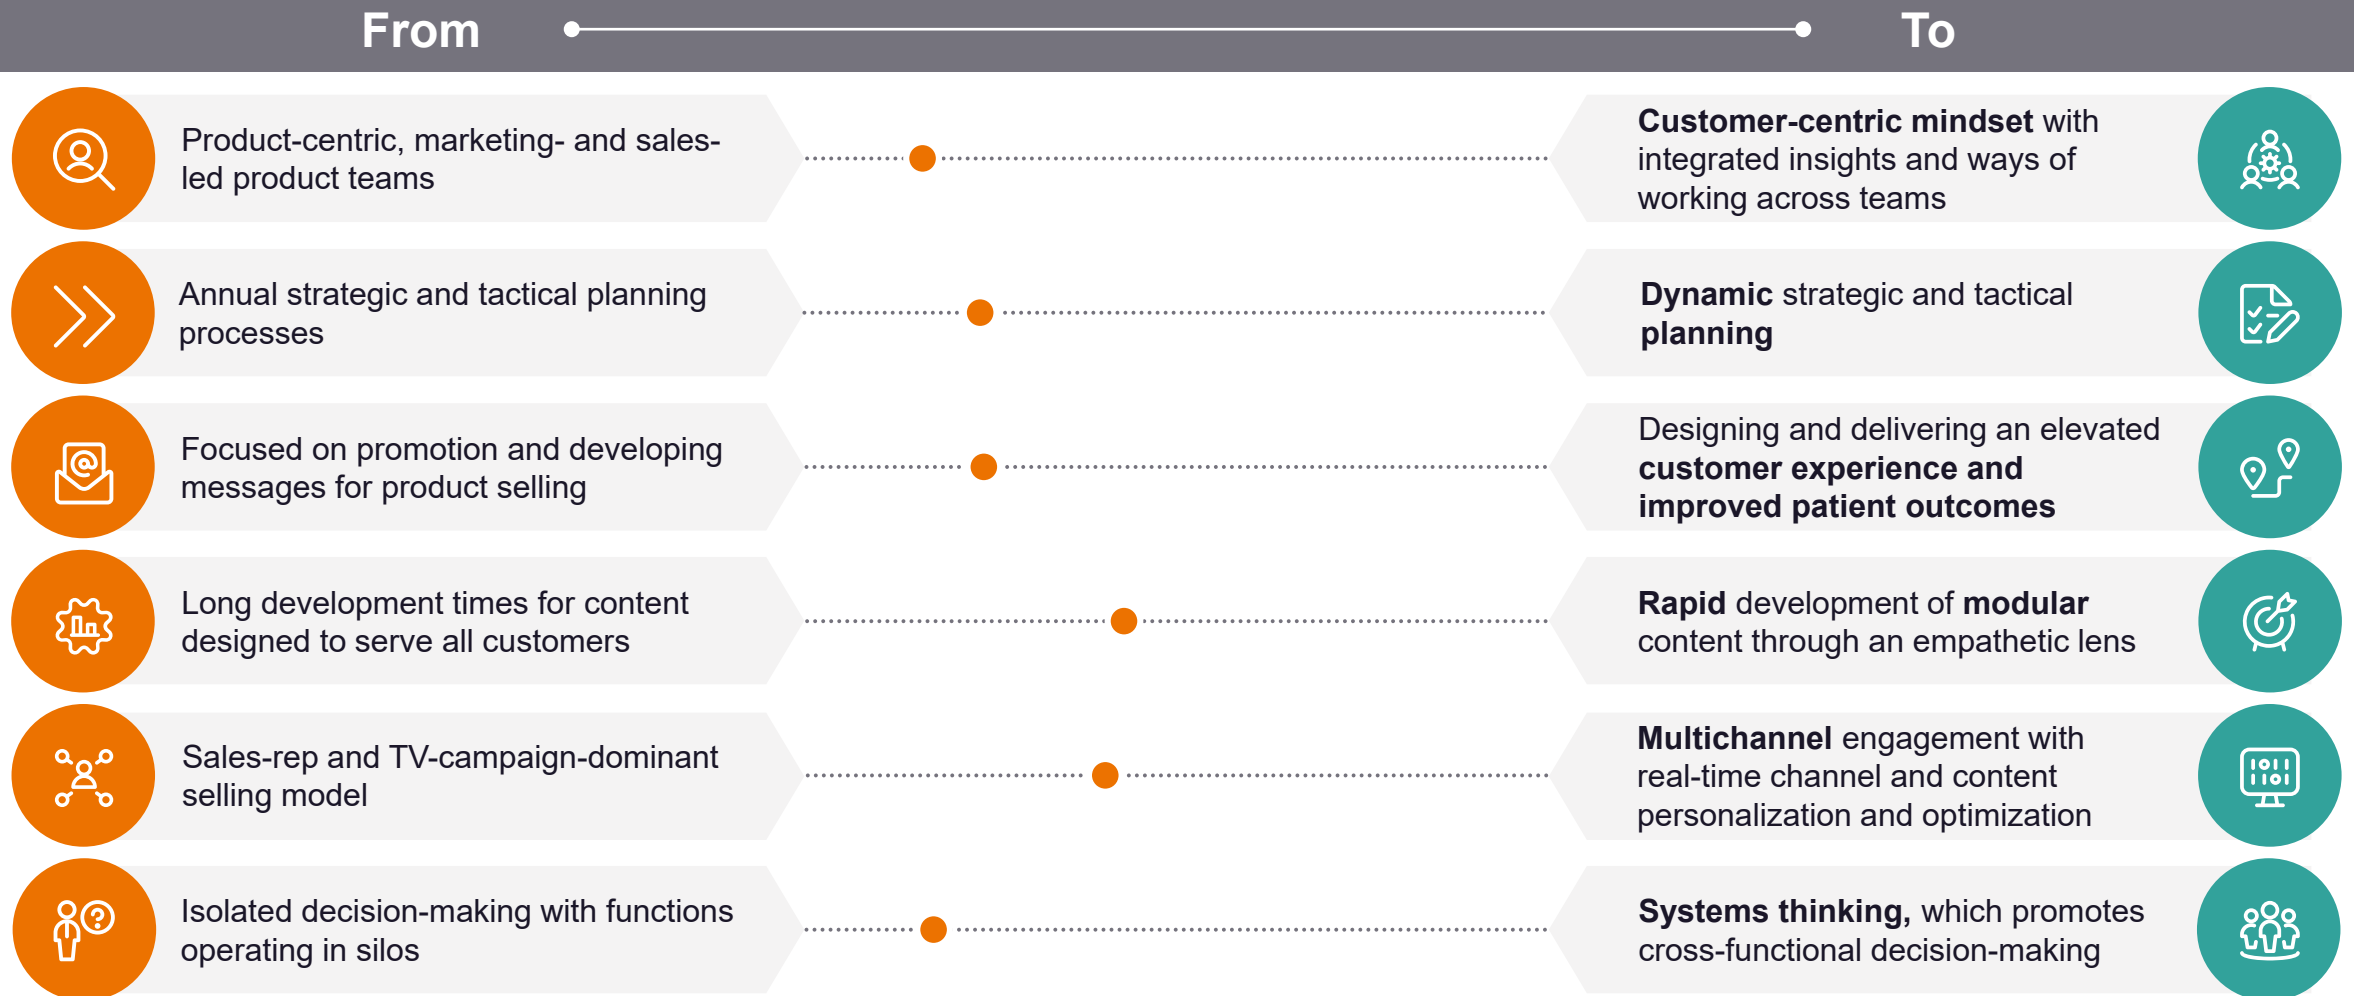 From
To
Product-centric, marketing- and sales-
led product teams
Customer-centric mindset with
integrated insights and ways of
working across teams
Annual strategic and tactical planning
processes
Dynamic strategic and tactical
planning
Focused on promotion and developing
messages for product selling
Designing and delivering an elevated
customer experience and
improved patient outcomes
Long development times for content
designed to serve all customers
Rapid development of modular
content through an empathetic lens
Sales-rep and TV-campaign-dominant
selling model
Multichannel engagement with
real-time channel and content
personalization and optimization
Isolated decision-making with functions
operating in silos
Systems thinking, which promotes
cross-functional decision-making